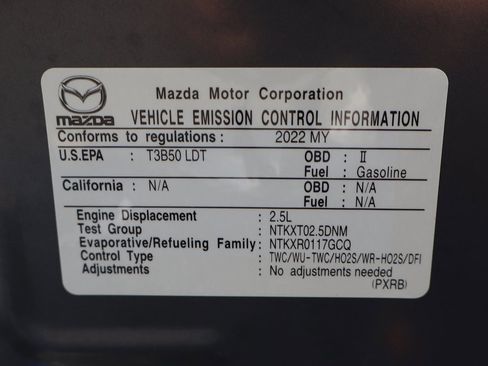 Mazda Motor Corporation
mazda VEHICLE EMISSION CONTROL INFORMATION
Conforms to regulations : 2022 MY
U.S.EPA : T3B50 LDT OBD : II
Fuel : Gasoline
California : N/A OBD : N/A
Fuel : N/A
Engine Displacement : 2.5L
Test Group : NTKXT02.5DNM
Evaporative/Refueling Family : NTKXR0117GCQ
Control Type : TWC/WU-TWC/HO2S/WR-HO2S/DFI
Adjustments : No adjustments needed
(PXRB)